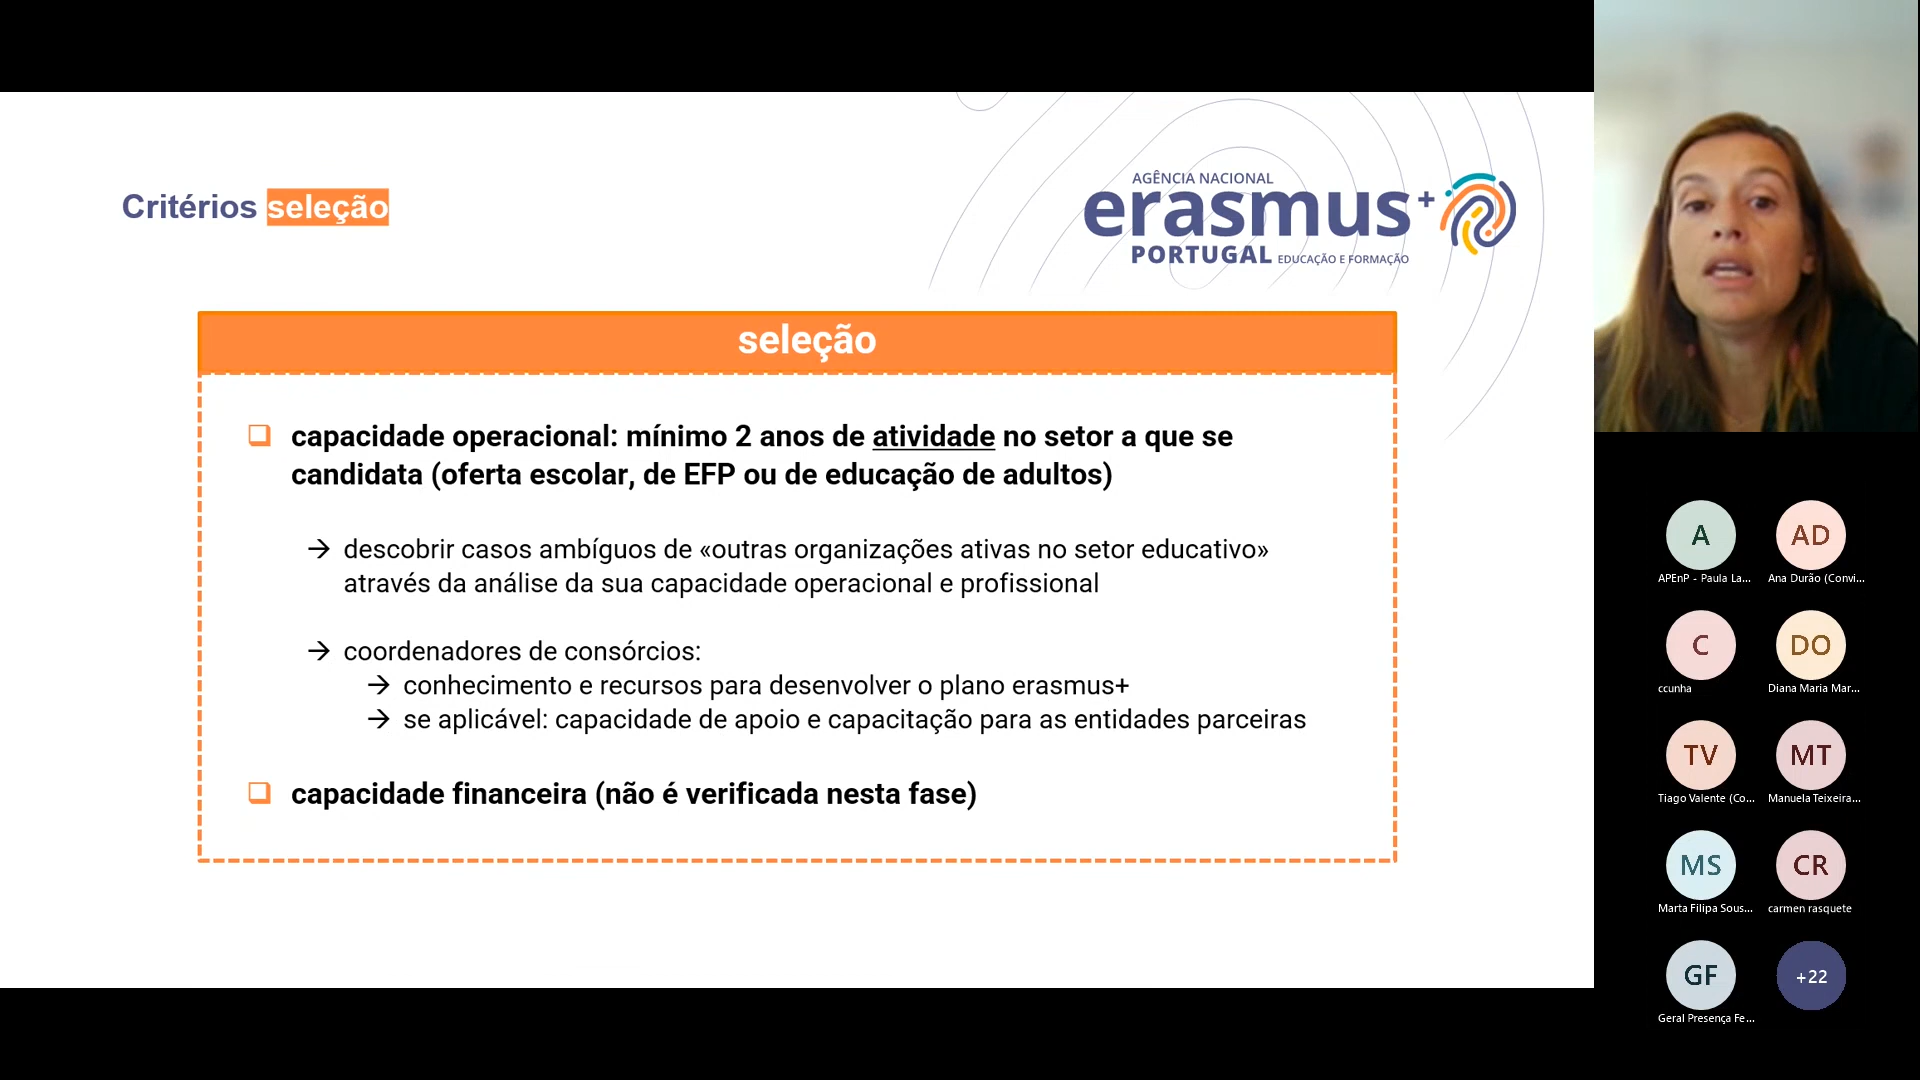 Critérios seleção
AGÊNCIA NACIONAL
erasmus+
PORTUGAL EDUCAÇÃO E FORMAÇÃO
seleção
capacidade operacional: mínimo 2 anos de atividade no setor a que se
candidata (oferta escolar, de EFP ou de educação de adultos)
→ descobrir casos ambíguos de «outras organizações ativas no setor educativo»
através da análise da sua capacidade operacional e profissional
→ coordenadores de consórcios:
→ conhecimento e recursos para desenvolver o plano erasmus+
→ se aplicável: capacidade de apoio e capacitação para as entidades parceiras
capacidade financeira (não é verificada nesta fase)
A AD
APEnP - Paula La... Ana Durão (Convi...
C DO
ccunha Diana Maria Mar...
TV MT
Tiago Valente (Co... Manuela Teixeira...
MS CR
Marta Filipa Sous... carmen rasquete
GF +22
Geral Presença Fe...